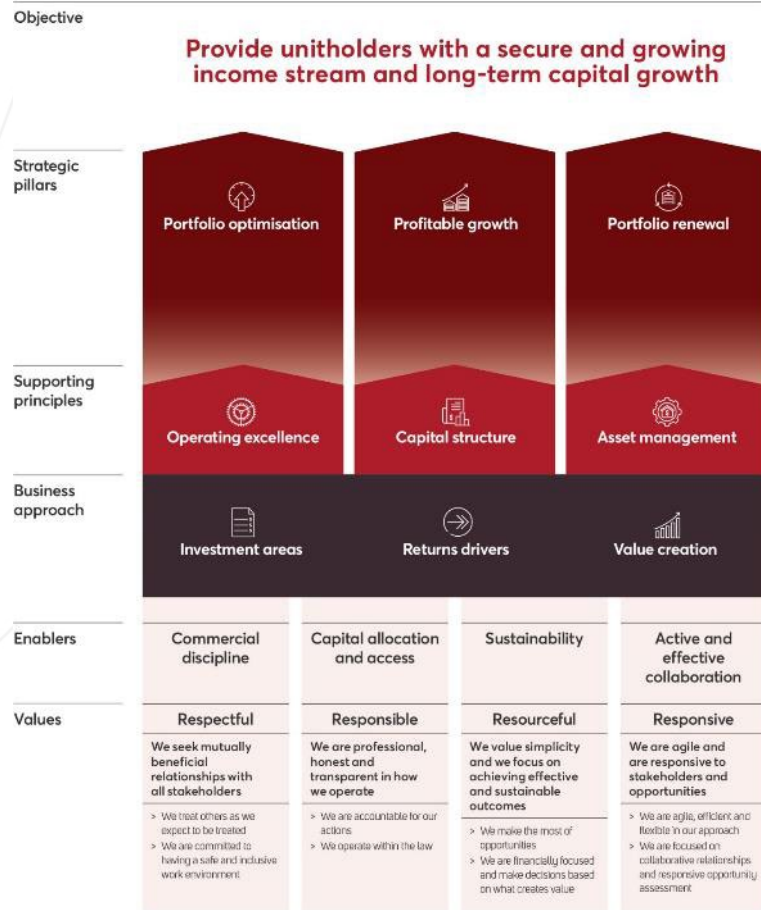 Objective
Provide unitholders with a secure and growing
income stream and long-term capital growth
Strategic
pillars
Portfolio optimisation
Profitable growth
Portfolio renewal
Supporting
principles
Operating excellence
Capital structure
Asset management
Business
approach
Investment areas
Returns drivers
Value creation
Enablers
Commercial
discipline
Capital allocation
and access
Sustainability
Active and
effective
collaboration
Values
Respectful
We seek mutually
beneficial
relationships with
all stakeholders
> We treat others as we
expect to be treated
> We are committed to
having a safe and inclusive
work environment
Responsible
We are professional,
honest and
transparent in how
we operate
> We are accountable for our
actions
> We operate within the law
Resourceful
We value simplicity
and we focus on
achieving effective
and sustainable
outcomes
> We make the most of
opportunities
> We are financially focused
and make decisions based
on what creates value
Responsive
We are agile and
are responsive to
stakeholders and
opportunities
> We are agile, efficient and
flexible in our approach
> We are focused on
collaborative relationships
and responsive opportunity
assessment